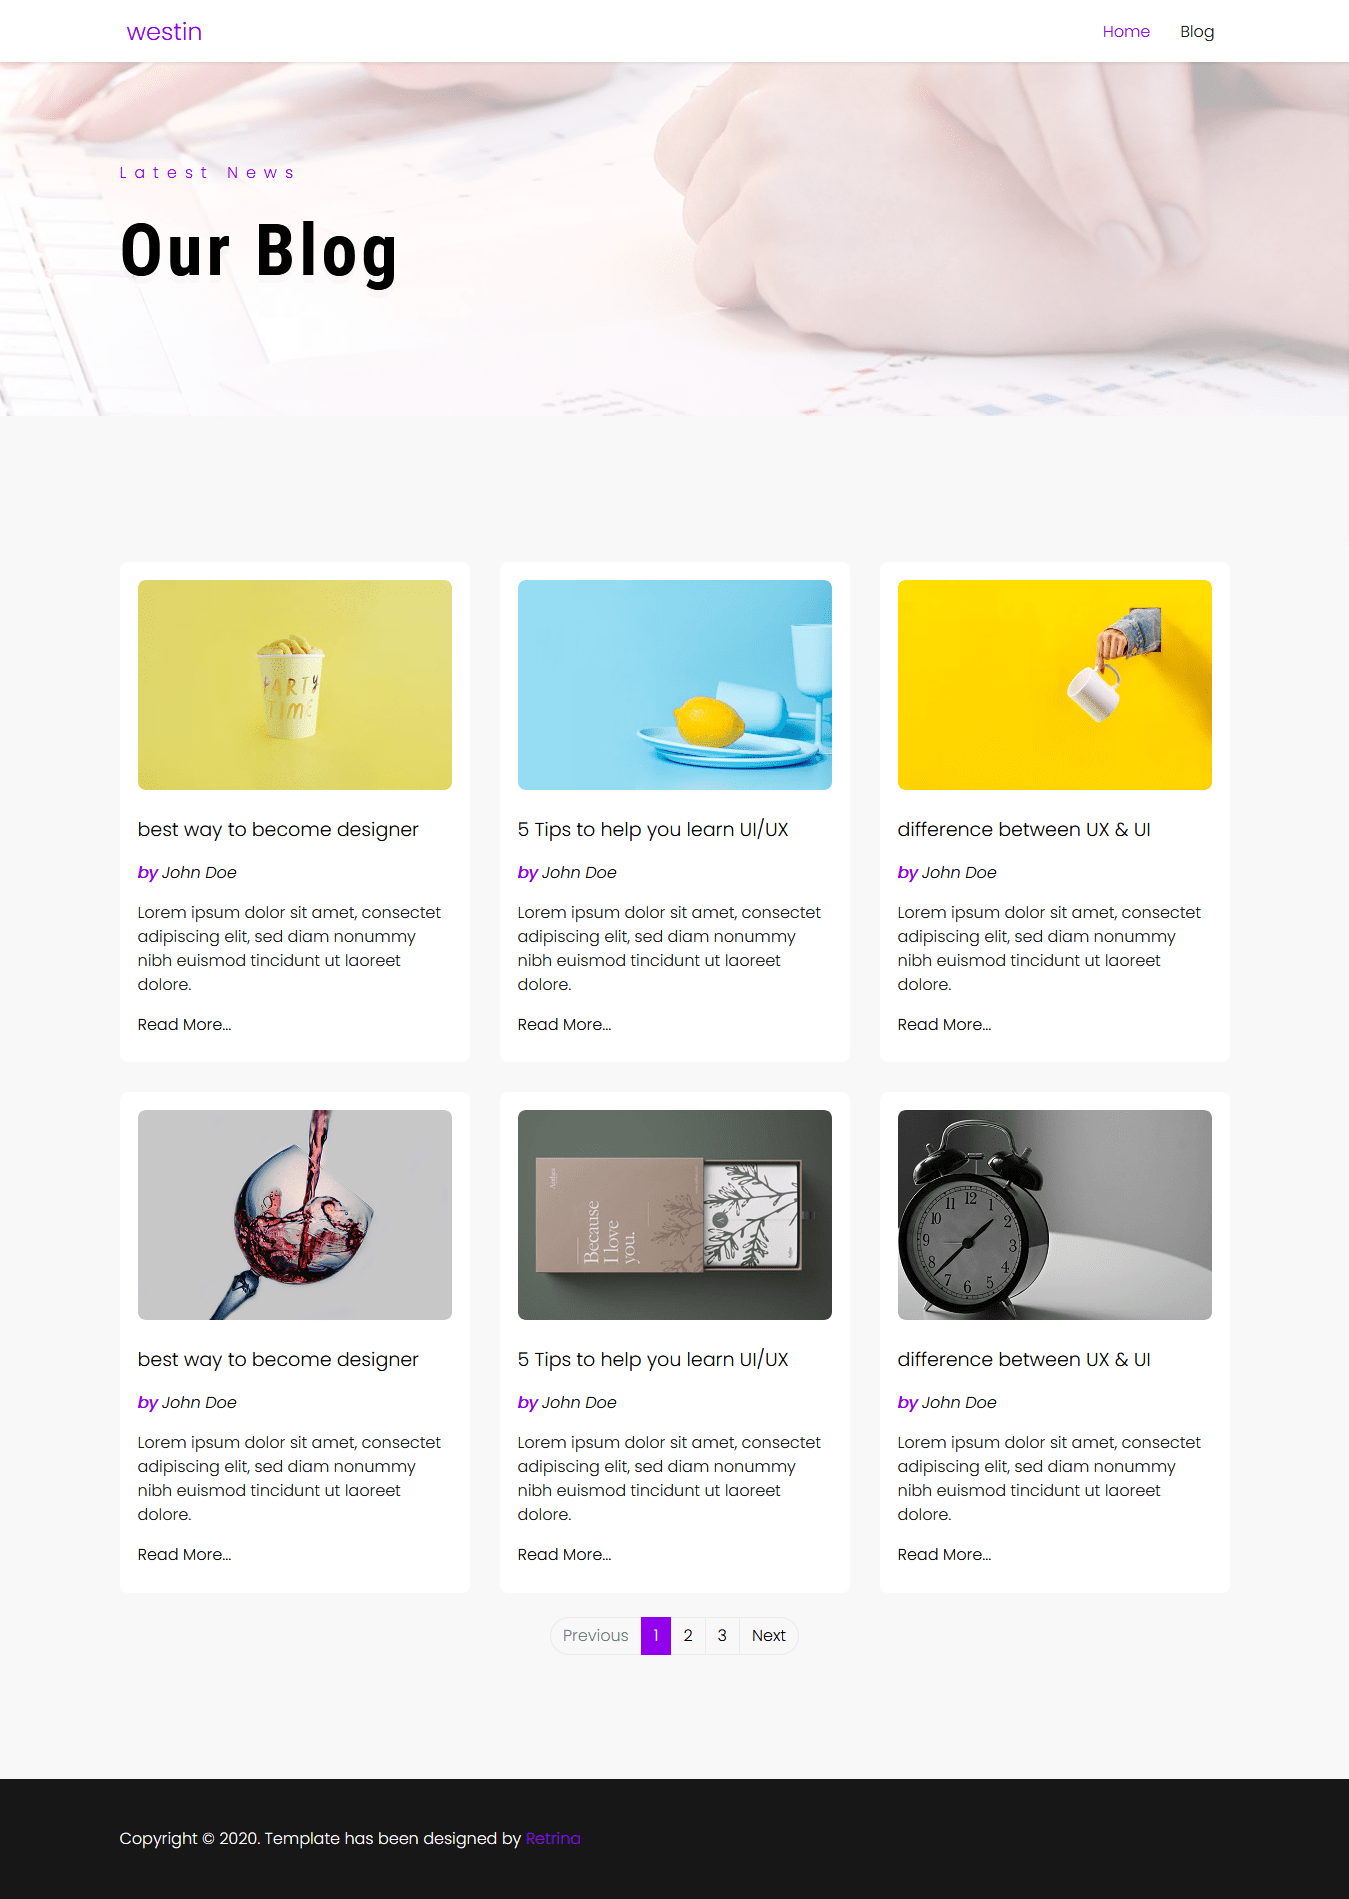 westin
Home Blog
Latest News
Our Blog
PARTY
TIME
best way to become designer
by John Doe
Lorem ipsum dolor sit amet, consectet
adipiscing elit, sed diam nonummy
nibh euismod tincidunt ut laoreet
dolore.
Read More...
5 Tips to help you learn UI/UX
by John Doe
Lorem ipsum dolor sit amet, consectet
adipiscing elit, sed diam nonummy
nibh euismod tincidunt ut laoreet
dolore.
Read More...
difference between UX & UI
by John Doe
Lorem ipsum dolor sit amet, consectet
adipiscing elit, sed diam nonummy
nibh euismod tincidunt ut laoreet
dolore.
Read More...
best way to become designer
by John Doe
Lorem ipsum dolor sit amet, consectet
adipiscing elit, sed diam nonummy
nibh euismod tincidunt ut laoreet
dolore.
Read More...
Because
I love
you.
5 Tips to help you learn UI/UX
by John Doe
Lorem ipsum dolor sit amet, consectet
adipiscing elit, sed diam nonummy
nibh euismod tincidunt ut laoreet
dolore.
Read More...
12 1 2 3 4 5 6 7 8 9 10 11
difference between UX & UI
by John Doe
Lorem ipsum dolor sit amet, consectet
adipiscing elit, sed diam nonummy
nibh euismod tincidunt ut laoreet
dolore.
Read More...
Previous 1 2 3 Next
Copyright © 2020. Template has been designed by Retrina